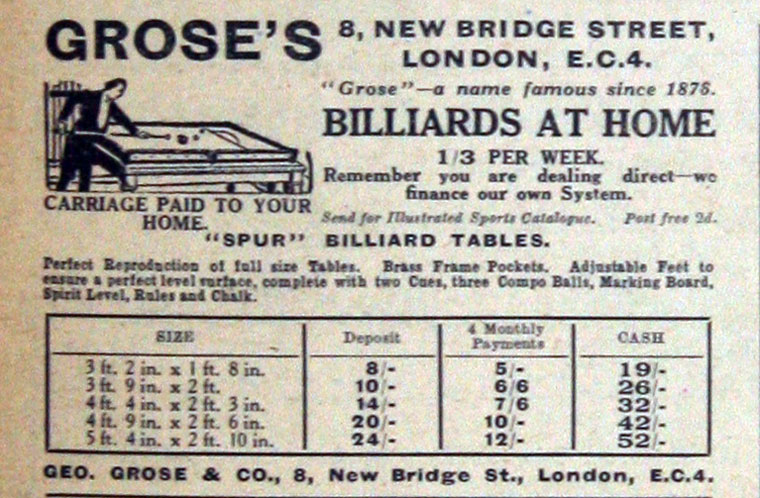 GROSE'S
8, NEW BRIDGE STREET,
LONDON, E.C.4.
"Grose"—a name famous since 1876.
BILLIARDS AT HOME
1/3 PER WEEK.
Remember you are dealing direct—we
finance our own System.
CARRIAGE PAID TO YOUR
HOME.
Send for Illustrated Sports Catalogue. Post free 2d.
"SPUR" BILLIARD TABLES.
Perfect Reproduction of full size Tables. Brass Frame Pockets. Adjustable Feet to
ensure a perfect level surface, complete with two Cues, three Compo Balls, Marking Board,
Spirit Level, Rules and Chalk.
SIZE Deposit 4 Monthly Payments CASH
3 ft. 2 in. x 1 ft. 8 in. 8/- 5/- 19/-
3 ft. 9 in. x 2 ft. 10/- 6/6 26/-
4 ft. 4 in. x 2 ft. 3 in. 14/- 7/6 32/-
4 ft. 9 in. x 2 ft. 6 in. 20/- 10/- 42/-
5 ft. 4 in. x 2 ft. 10 in. 24/- 12/- 52/-
GEO. GROSE & CO., 8, New Bridge St., London, E.C.4.